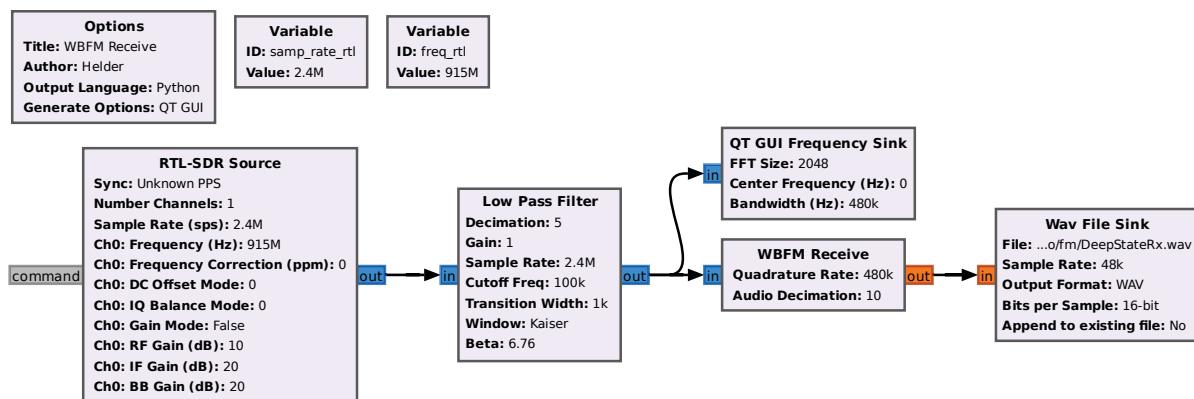 Options
Title: WBFM Receive
Author: Helder
Output Language: Python
Generate Options: QT GUI
Variable
ID: samp_rate_rtl
Value: 2.4M
Variable
ID: freq_rtl
Value: 915M
RTL-SDR Source
Sync: Unknown PPS
Number Channels: 1
Sample Rate (sps): 2.4M
Ch0: Frequency (Hz): 915M
Ch0: Frequency Correction (ppm): 0
Ch0: DC Offset Mode: 0
Ch0: IQ Balance Mode: 0
Ch0: Gain Mode: False
Ch0: RF Gain (dB): 10
Ch0: IF Gain (dB): 20
Ch0: BB Gain (dB): 20
command
out
in
Low Pass Filter
Decimation: 5
Gain: 1
Sample Rate: 2.4M
Cutoff Freq: 100k
Transition Width: 1k
Window: Kaiser
Beta: 6.76
out
in
QT GUI Frequency Sink
FFT Size: 2048
Center Frequency (Hz): 0
Bandwidth (Hz): 480k
in
WBFM Receive
Quadrature Rate: 480k
Audio Decimation: 10
out
in
Wav File Sink
File: ...o/fm/DeepStateRx.wav
Sample Rate: 48k
Output Format: WAV
Bits per Sample: 16-bit
Append to existing file: No